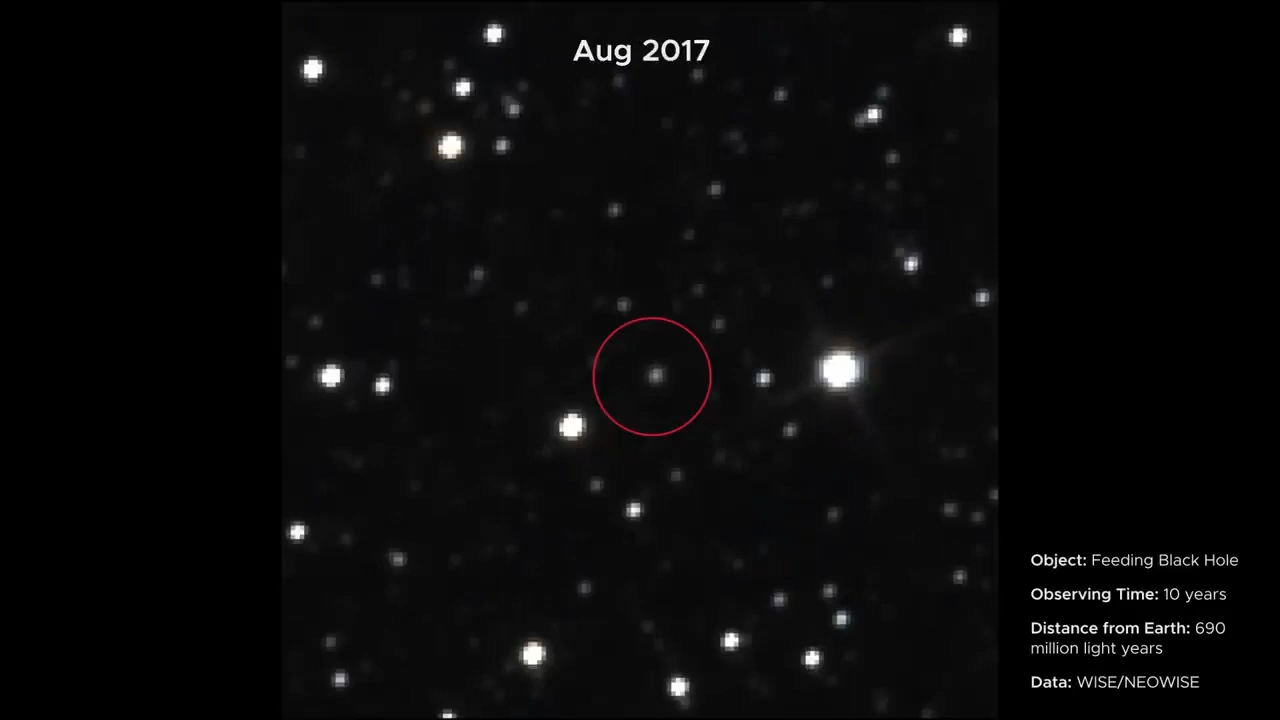 Aug 2017
Object: Feeding Black Hole
Observing Time: 10 years
Distance from Earth: 690
million light years
Data: WISE/NEOWISE